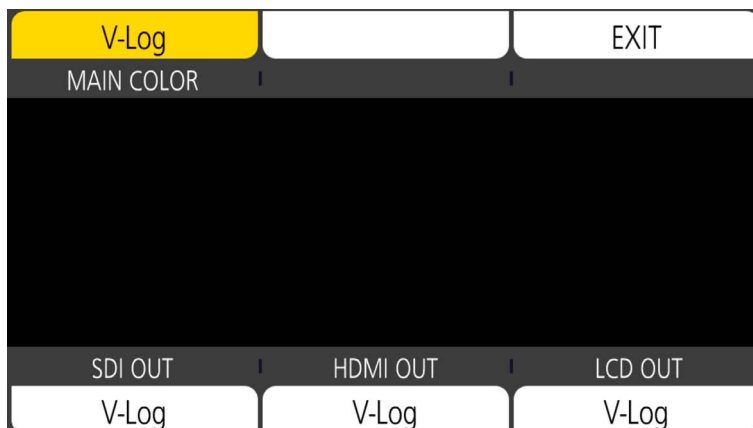 V-Log EXIT
MAIN COLOR
SDI OUT HDMI OUT LCD OUT
V-Log V-Log V-Log